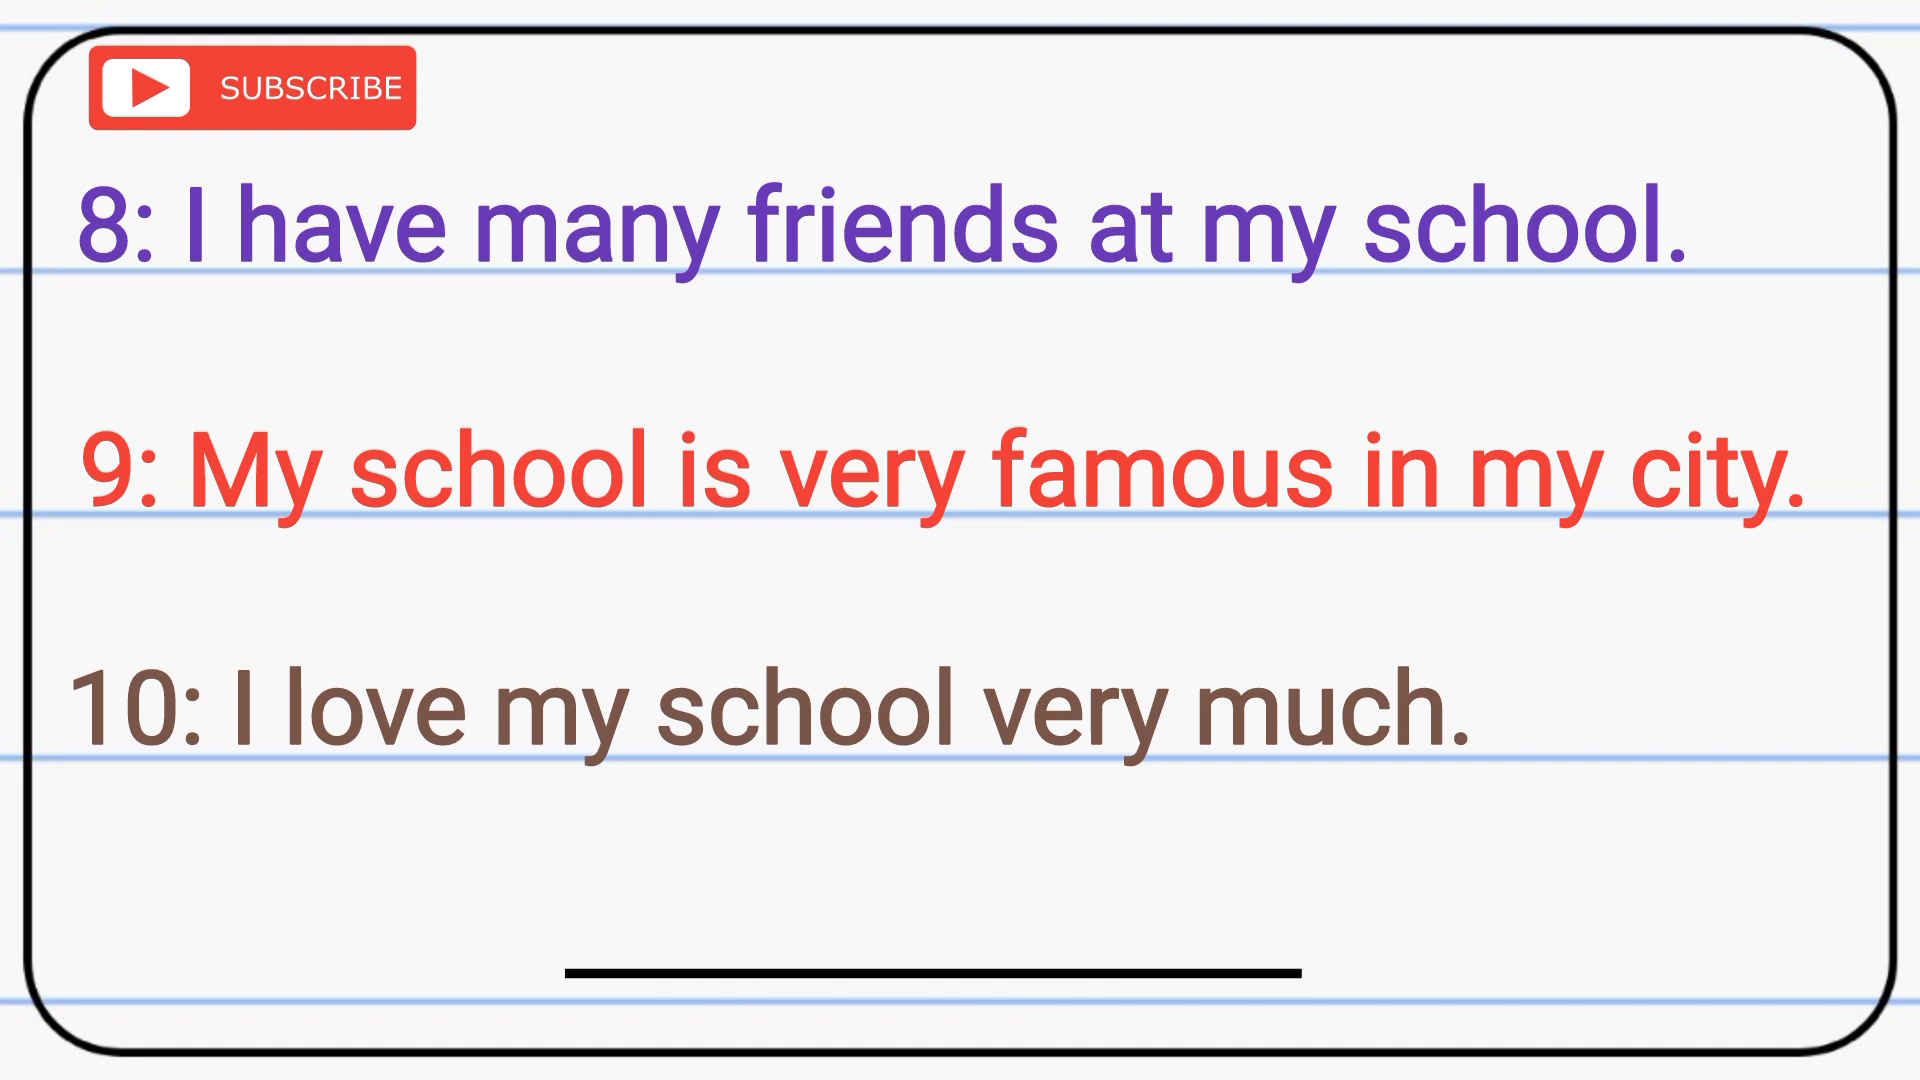 SUBSCRIBE
8: I have many friends at my school.
9: My school is very famous in my city.
10: I love my school very much.